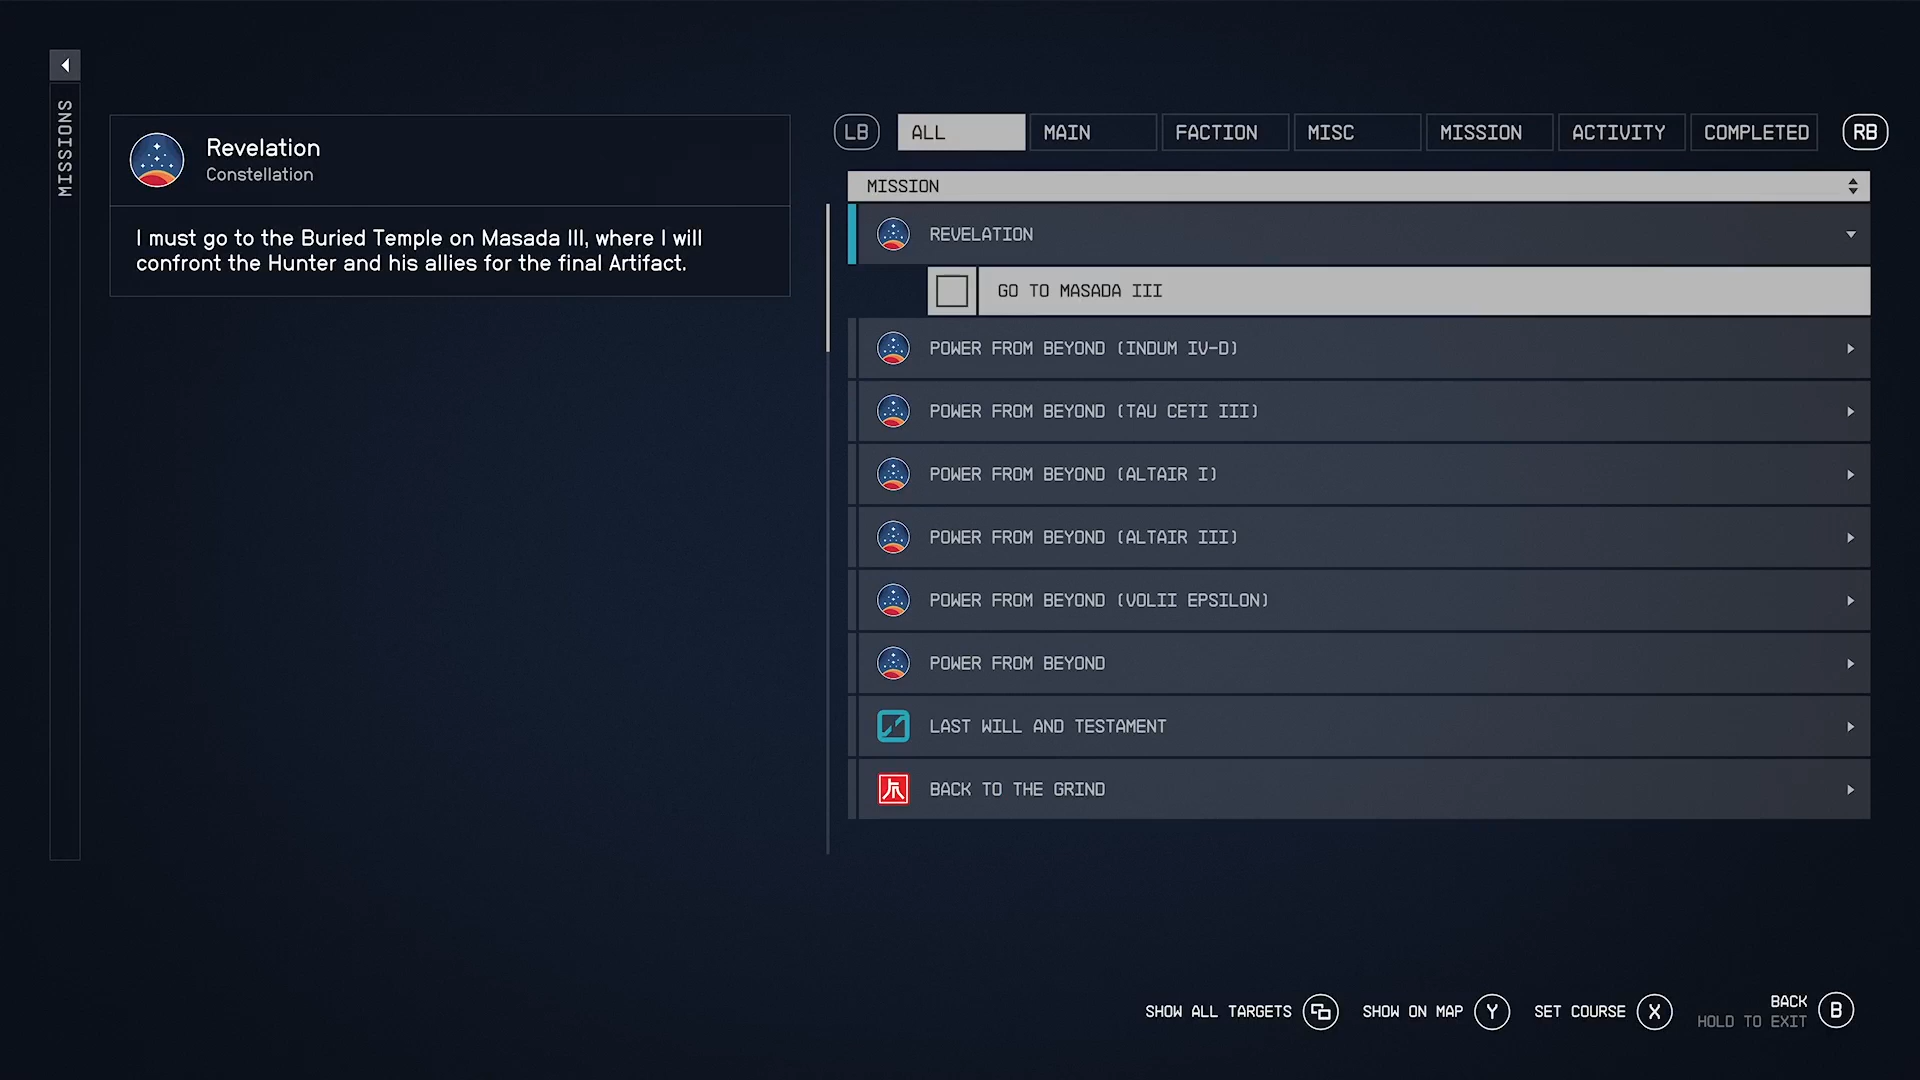 MISSIONS
Revelation
Constellation
I must go to the Buried Temple on Masada III, where I will
confront the Hunter and his allies for the final Artifact.
LB
ALL
MAIN
FACTION
MISC
MISSION
ACTIVITY
COMPLETED
RB
MISSION
REVELATION
GO TO MASADA III
POWER FROM BEYOND (INDUM IV-D)
POWER FROM BEYOND (TAU CETI III)
POWER FROM BEYOND (ALTAIR I)
POWER FROM BEYOND (ALTAIR III)
POWER FROM BEYOND (VOLII EPSILON)
POWER FROM BEYOND
LAST WILL AND TESTAMENT
BACK TO THE GRIND
SHOW ALL TARGETS
SHOW ON MAP Y
SET COURSE X
BACK B
HOLD TO EXIT